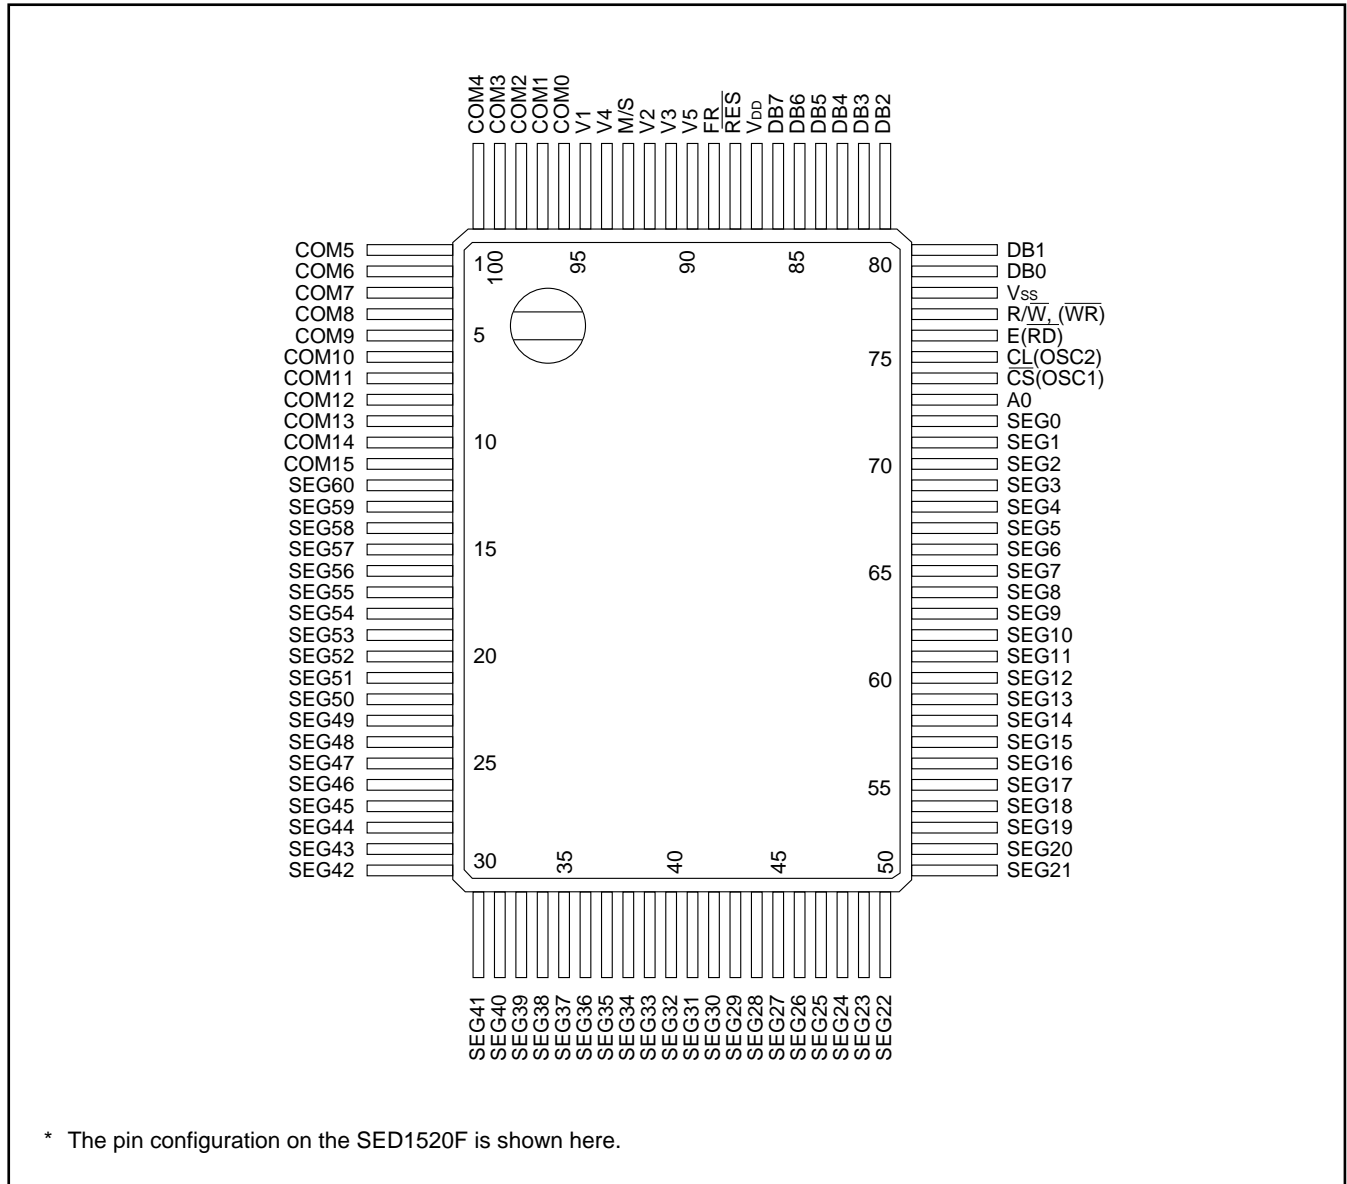 COM4
COM3
COM2
COM1
COM0
V1
V4
M/S
V2
V3
V5
FR
RES
VDD
DB7
DB6
DB5
DB4
DB3
DB2
COM5
COM6
COM7
COM8
COM9
COM10
COM11
COM12
COM13
COM14
COM15
SEG60
SEG59
SEG58
SEG57
SEG56
SEG55
SEG54
SEG53
SEG52
SEG51
SEG50
SEG49
SEG48
SEG47
SEG46
SEG45
SEG44
SEG43
SEG42
1
5
10
15
20
25
30
100
95
90
85
80
75
70
65
60
55
50
35
40
45
DB1
DB0
VSS
R/W, (WR)
E(RD)
CL(OSC2)
CS(OSC1)
A0
SEG0
SEG1
SEG2
SEG3
SEG4
SEG5
SEG6
SEG7
SEG8
SEG9
SEG10
SEG11
SEG12
SEG13
SEG14
SEG15
SEG16
SEG17
SEG18
SEG19
SEG20
SEG21
SEG41
SEG40
SEG39
SEG38
SEG37
SEG36
SEG35
SEG34
SEG33
SEG32
SEG31
SEG30
SEG29
SEG28
SEG27
SEG26
SEG25
SEG24
SEG23
SEG22
* The pin configuration on the SED1520F is shown here.